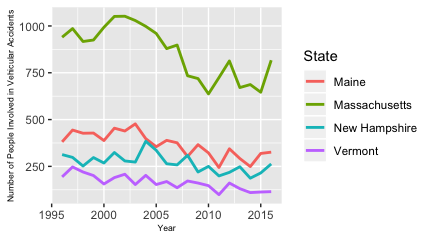 Number of People Involved in Vehicular Accidents
1000
750
500
250
1995
2000
2005
2010
2015
Year
State
Maine
Massachusetts
New Hampshire
Vermont